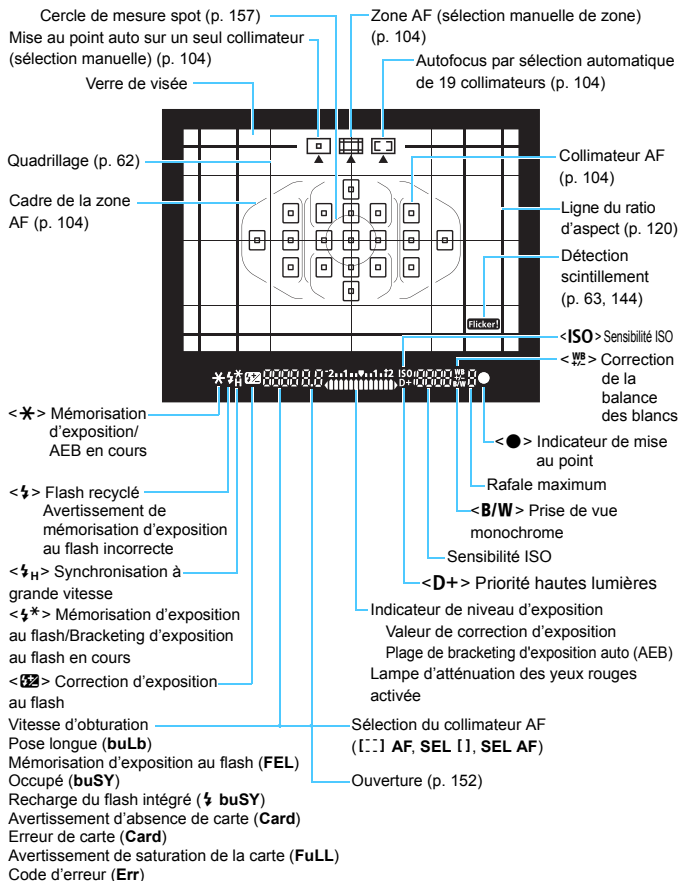 Cercle de mesure spot (p. 157)
Mise au point auto sur un seul collimateur
(sélection manuelle) (p. 104)
Verre de visée
Zone AF (sélection manuelle de zone)
(p. 104)
Autofocus par sélection automatique
de 19 collimateurs (p. 104)
Quadrillage (p. 62)
Cadre de la zone
AF (p. 104)
Collimateur AF
(p. 104)
Ligne du ratio
d'aspect (p. 120)
Détection
scintillement
(p. 63, 144)
Flicker!
<ISO> Sensibilité ISO
<WB+/-> Correction
de la
balance
des blancs
-2..1..▼..1..+2 ISO D+ WB+/- B/W
<✱> Mémorisation
d'exposition/
AEB en cours
<●> Indicateur de mise
au point
Rafale maximum
<B/W> Prise de vue
monochrome
Sensibilité ISO
<D+> Priorité hautes lumières
<⚡> Flash recyclé
Avertissement de
mémorisation d'exposition
au flash incorrecte
<⚡H> Synchronisation à
grande vitesse
<⚡*> Mémorisation d'exposition
au flash/Bracketing d'exposition
au flash en cours
<⚡±> Correction d'exposition
au flash
Indicateur de niveau d'exposition
Valeur de correction d'exposition
Plage de bracketing d'exposition auto (AEB)
Lampe d'atténuation des yeux rouges
activée
Vitesse d'obturation
Pose longue (buLb)
Mémorisation d'exposition au flash (FEL)
Occupé (buSY)
Recharge du flash intégré (⚡ buSY)
Avertissement d'absence de carte (Card)
Erreur de carte (Card)
Avertissement de saturation de la carte (FuLL)
Code d'erreur (Err)
Sélection du collimateur AF
([---] AF, SEL [], SEL AF)
Ouverture (p. 152)